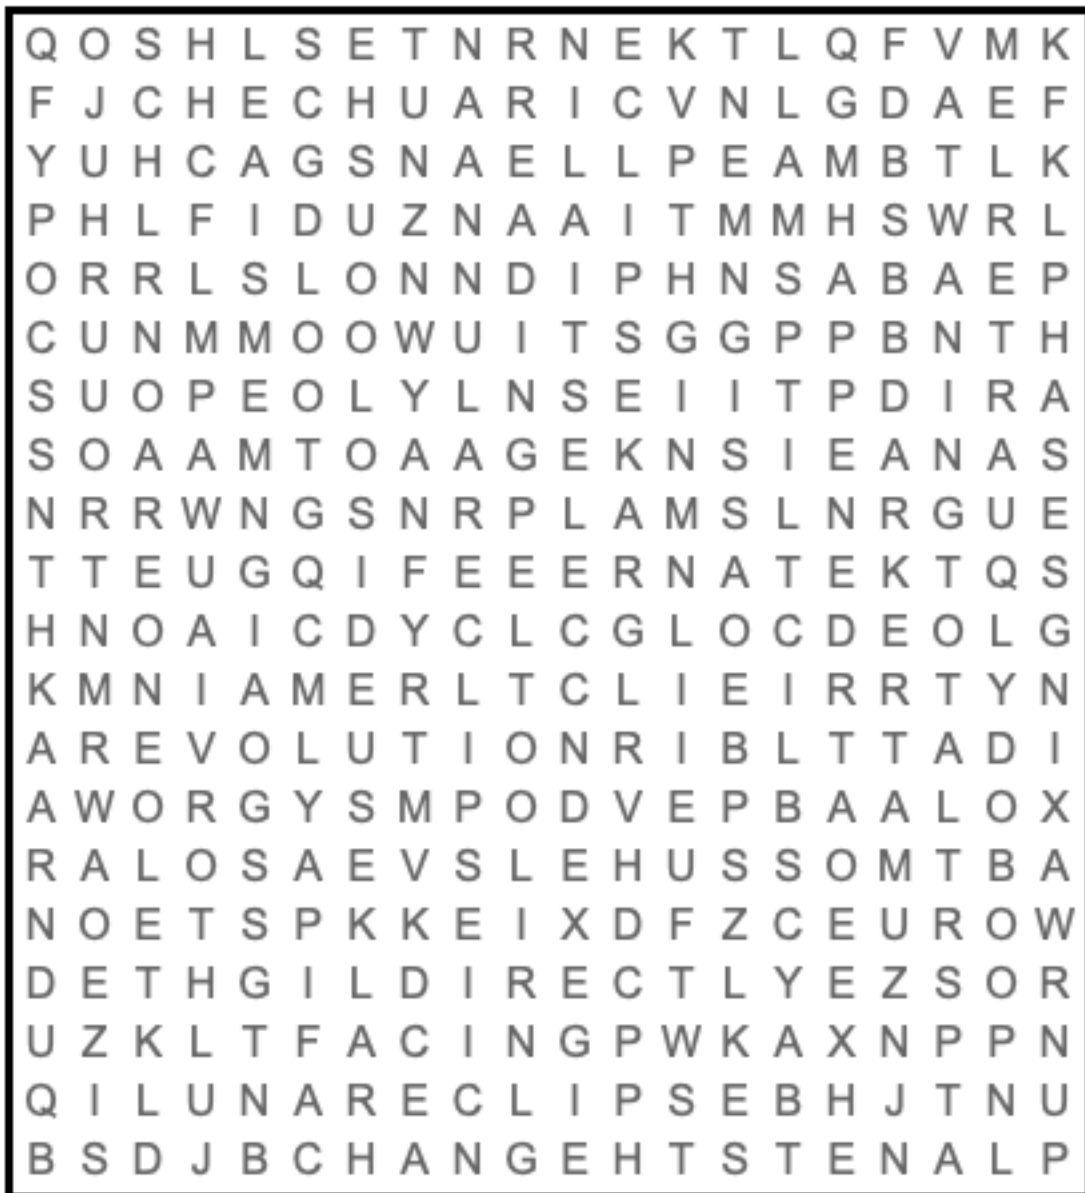 Q O S H L S E T N R N E K T L Q F V M K
F J C H E C H U A R I C V N L G D A E F
Y U H C A G S N A E L L P E A M B T L K
P H L F I D U Z N A A I T M M H S W R L
O R R L S L O N N D I P H N S A B A E P
C U N M M O O W U I T S G G P P B N T H
S U O P E O L Y L N S E I I T P D I R A
S O A A M T O A A G E K N S I E A N A S
N R R W N G S N R P L A M S L N R G U E
T T E U G Q I F E E E R N A T E K T Q S
H N O A I C D Y C L C G L O C D E O L G
K M N I A M E R L T C L I E I R R T Y N
A R E V O L U T I O N R I B L T T A D I
A W O R G Y S M P O D V E P B A A L O X
R A L O S A E V S L E H U S S O M T B A
N O E T S P K K E I X D F Z C E U R O W
D E T H G I L D I R E C T L Y E Z S O R
U Z K L T F A C I N G P W K A X N P P N
Q I L U N A R E C L I P S E B H J T N U
B S D J B C H A N G E H T S T E N A L P